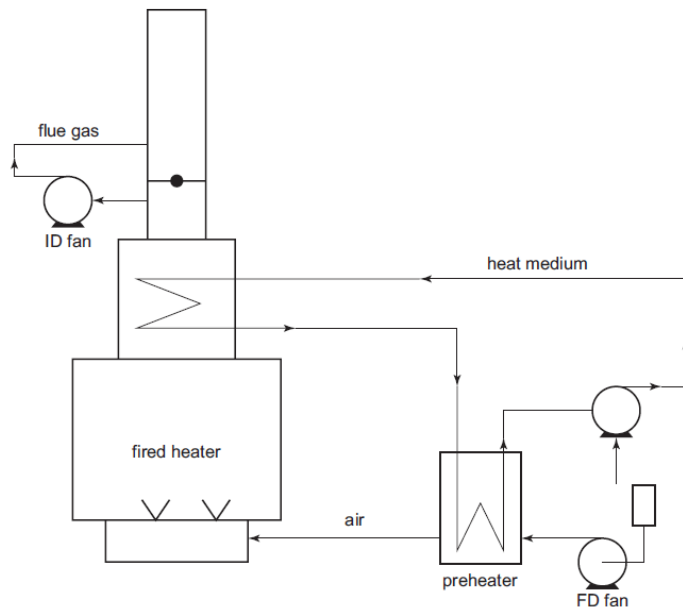 flue gas
ID fan
heat medium
fired heater
air
preheater
FD fan